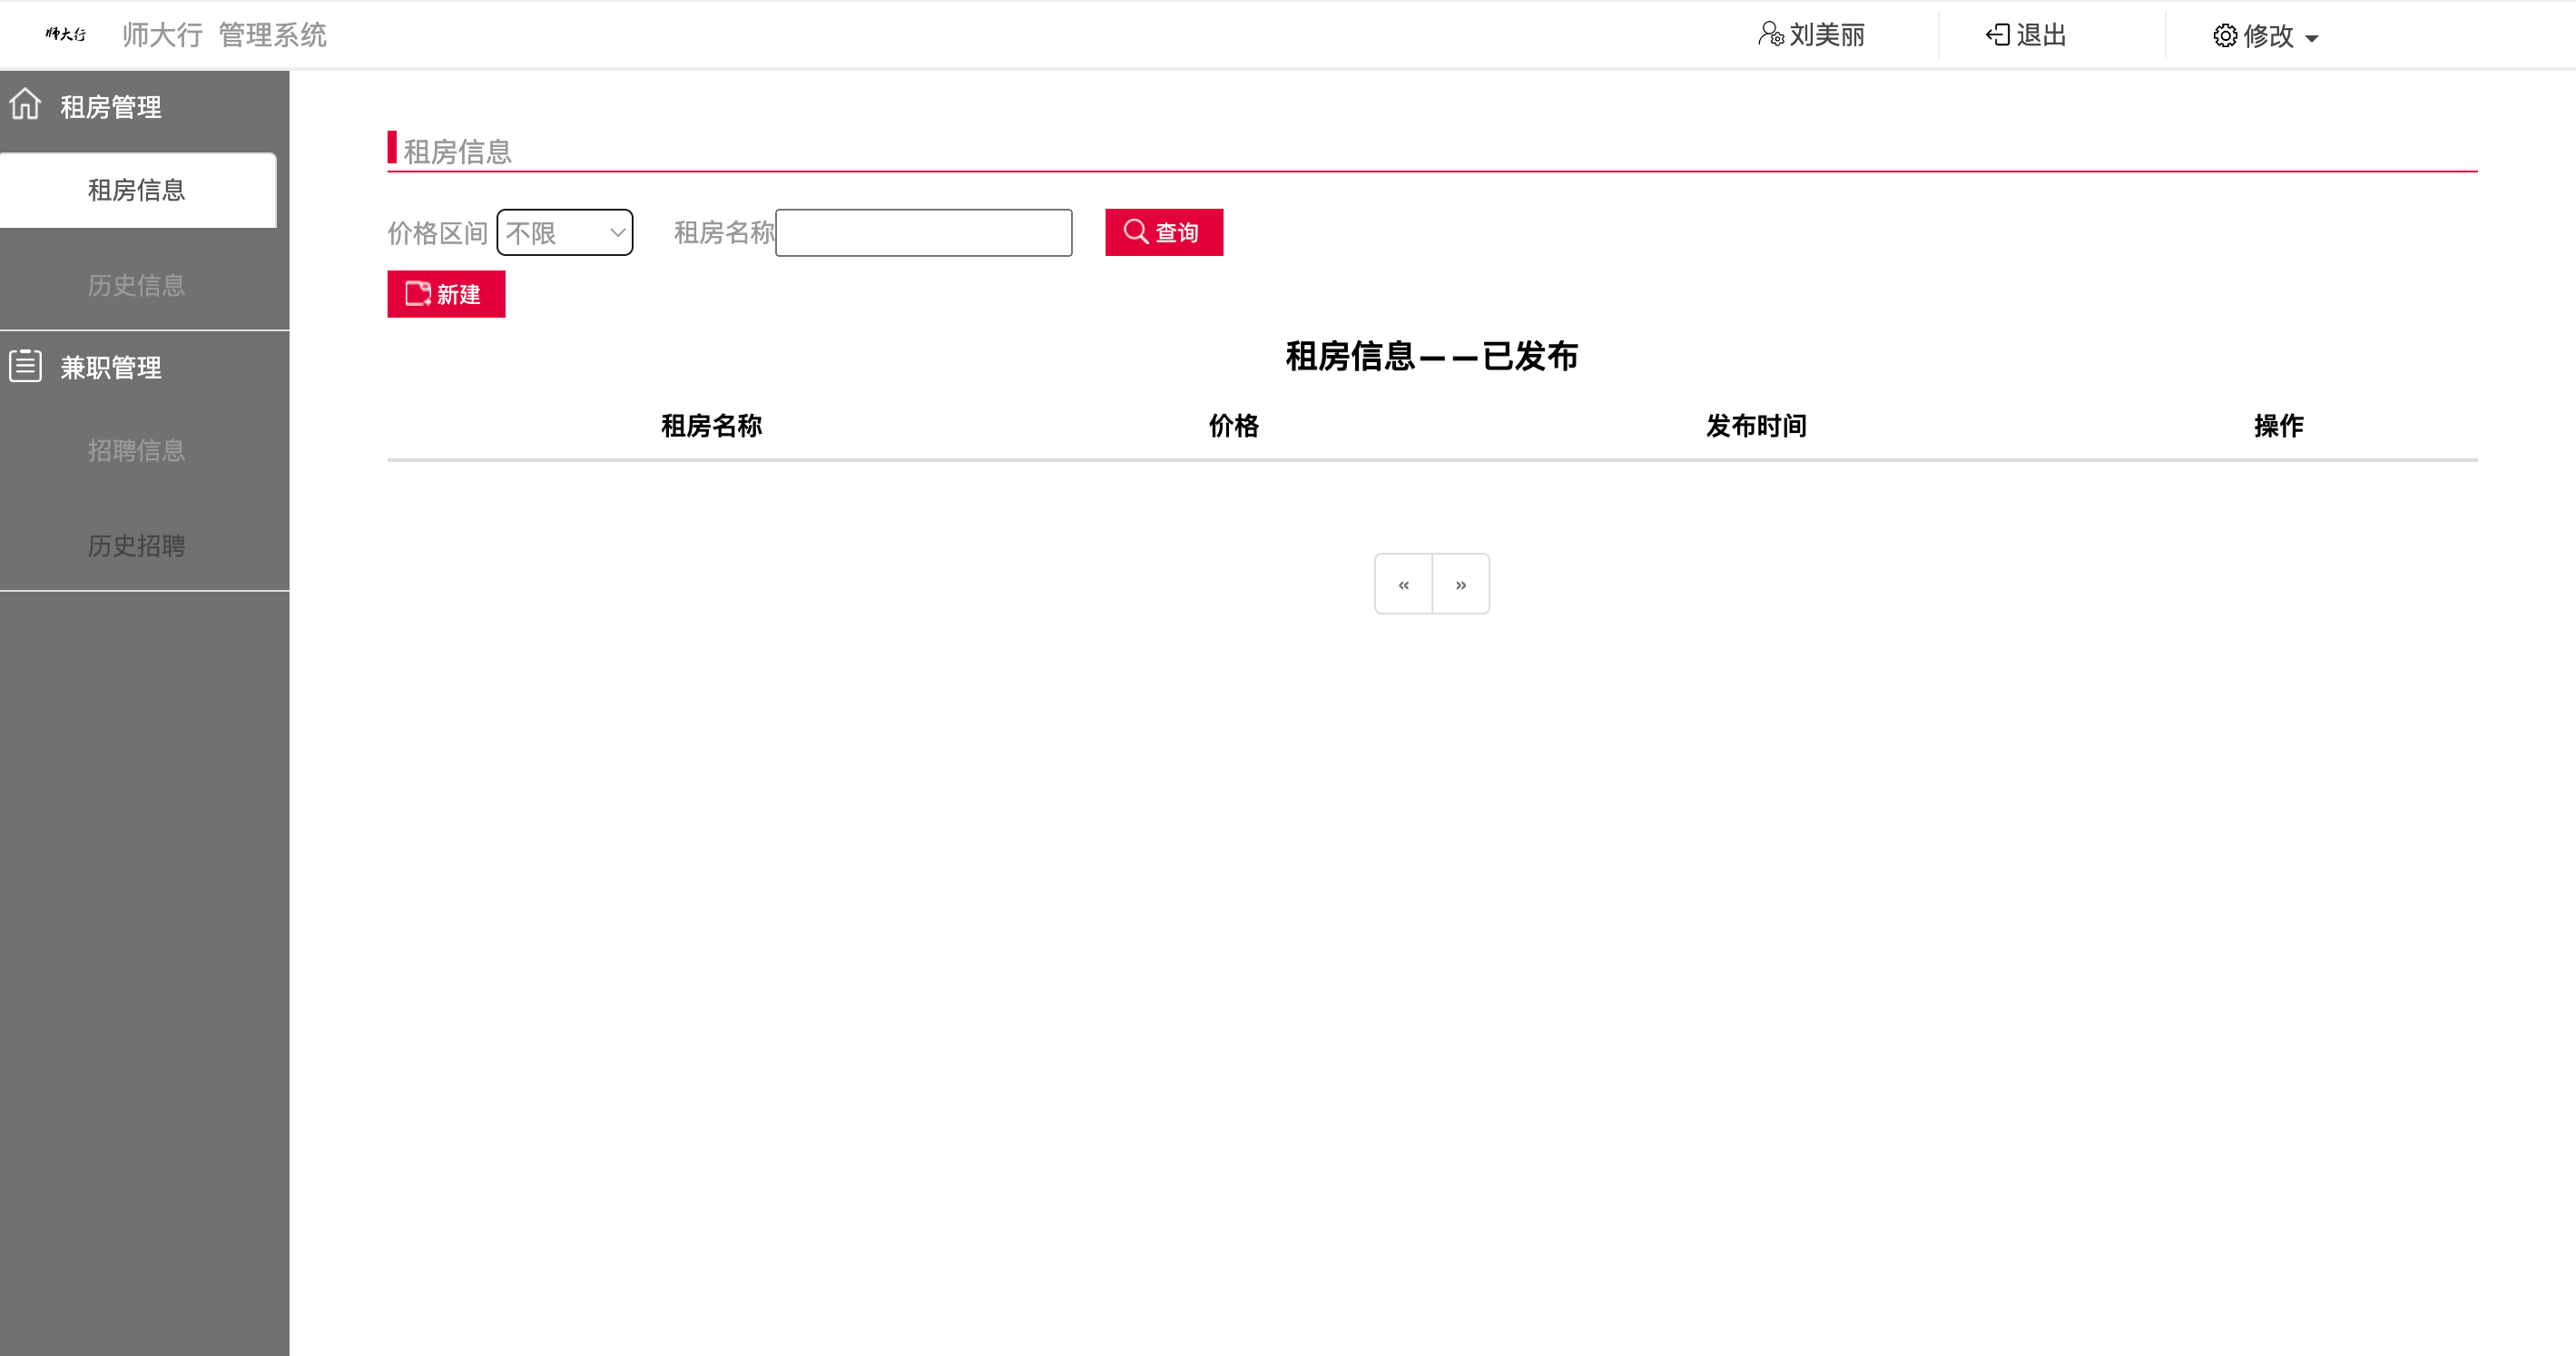 师大行 师大行 管理系统 刘美丽 退出 修改
租房管理
租房信息
历史信息
兼职管理
招聘信息
历史招聘
租房信息
价格区间 不限 租房名称 查询
新建
租房信息——已发布
租房名称 价格 发布时间 操作
« »